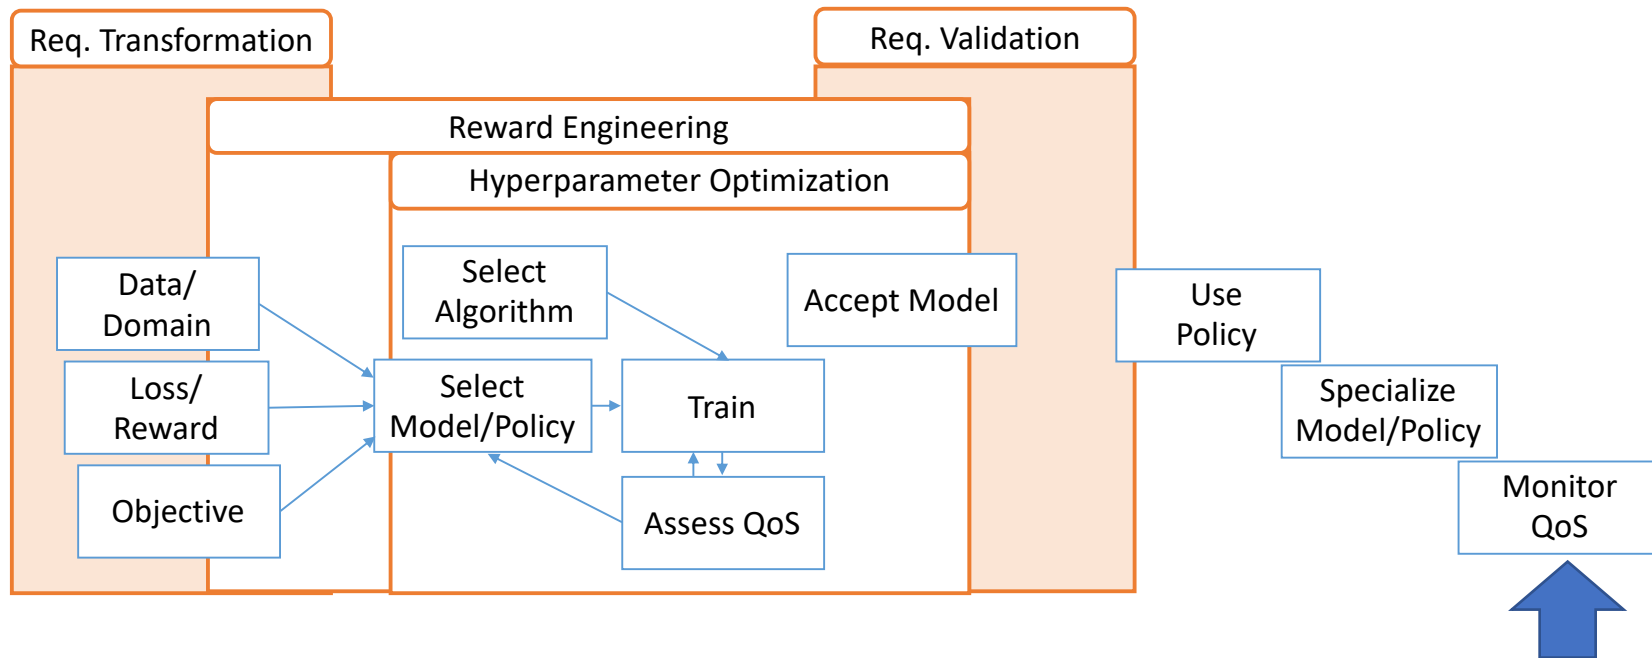 Req. Transformation
Req. Validation
Reward Engineering
Hyperparameter Optimization
Data/
Domain
Loss/
Reward
Objective
Select
Algorithm
Select
Model/Policy
Train
Assess QoS
Accept Model
Use
Policy
Specialize
Model/Policy
Monitor
QoS